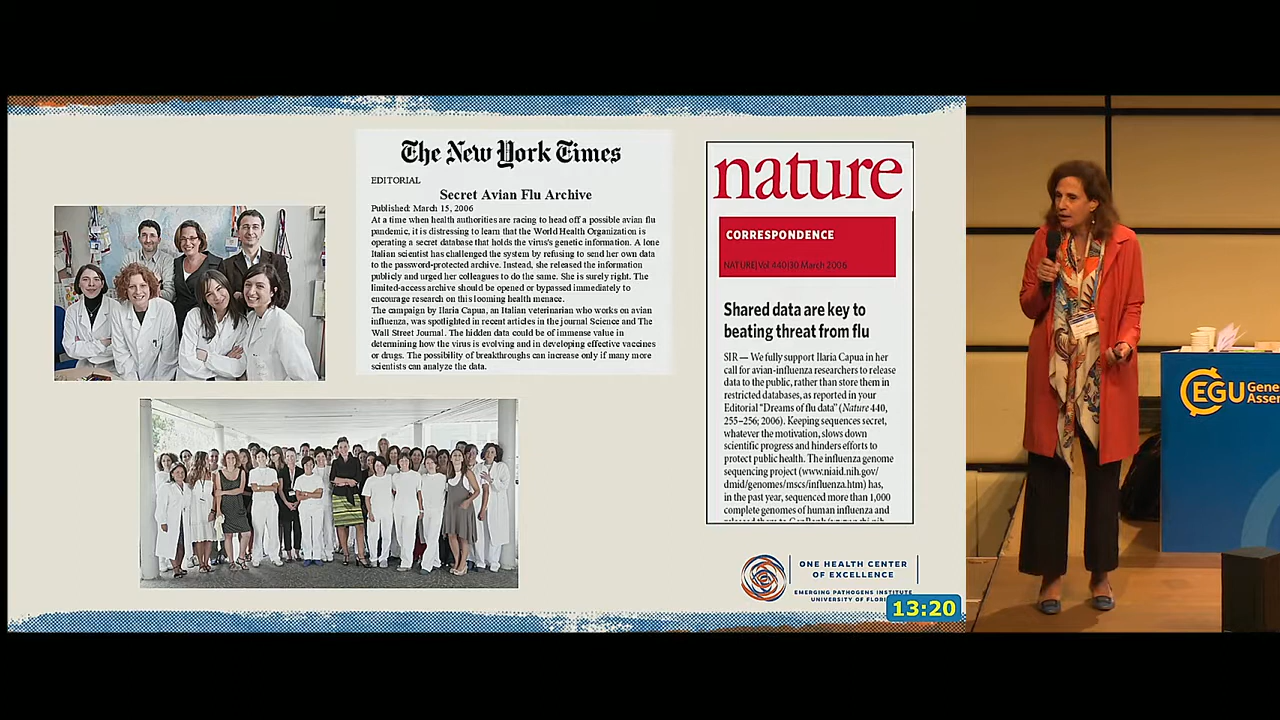 The New York Times
EDITORIAL
Secret Avian Flu Archive
Published: March 15, 2006
At a time when health authorities are racing to head off a possible avian flu
pandemic, it is distressing to learn that the World Health Organization is
operating a secret database that holds the virus's genetic information. A lone
Italian scientist has challenged the system by refusing to send her own data
to the password-protected archive. Instead, she released the information
publicly and urged her colleagues to do the same. She is surely right. The
limited-access archive should be opened or bypassed immediately to
encourage research on this looming health menace.
The campaign by Ilaria Capua, an Italian veterinarian who works on avian
influenza, was spotlighted in recent articles in the journal Science and The
Wall Street Journal. The hidden data could be of immense value in
determining how the virus is evolving and in developing effective vaccines
or drugs. The possibility of breakthroughs can increase only if many more
scientists can analyze the data.
nature
CORRESPONDENCE
NATURE|Vol 440|30 March 2006
Shared data are key to
beating threat from flu
SIR — We fully support Ilaria Capua in her
call for avian-influenza researchers to release
data to the public, rather than store them in
restricted databases, as reported in your
Editorial “Dreams of flu data” (Nature 440,
255–256; 2006). Keeping sequences secret,
whatever the motivation, slows down
scientific progress and hinders efforts to
protect public health. The influenza genome
sequencing project (www.niaid.nih.gov/
dmid/genomes/mscs/influenza.htm) has,
in the past year, sequenced more than 1,000
complete genomes of human influenza and
ONE HEALTH CENTER
OF EXCELLENCE
EMERGING PATHOGENS INSTITUTE
UNIVERSITY OF FLORI
13:20
EGU Gene
Assem